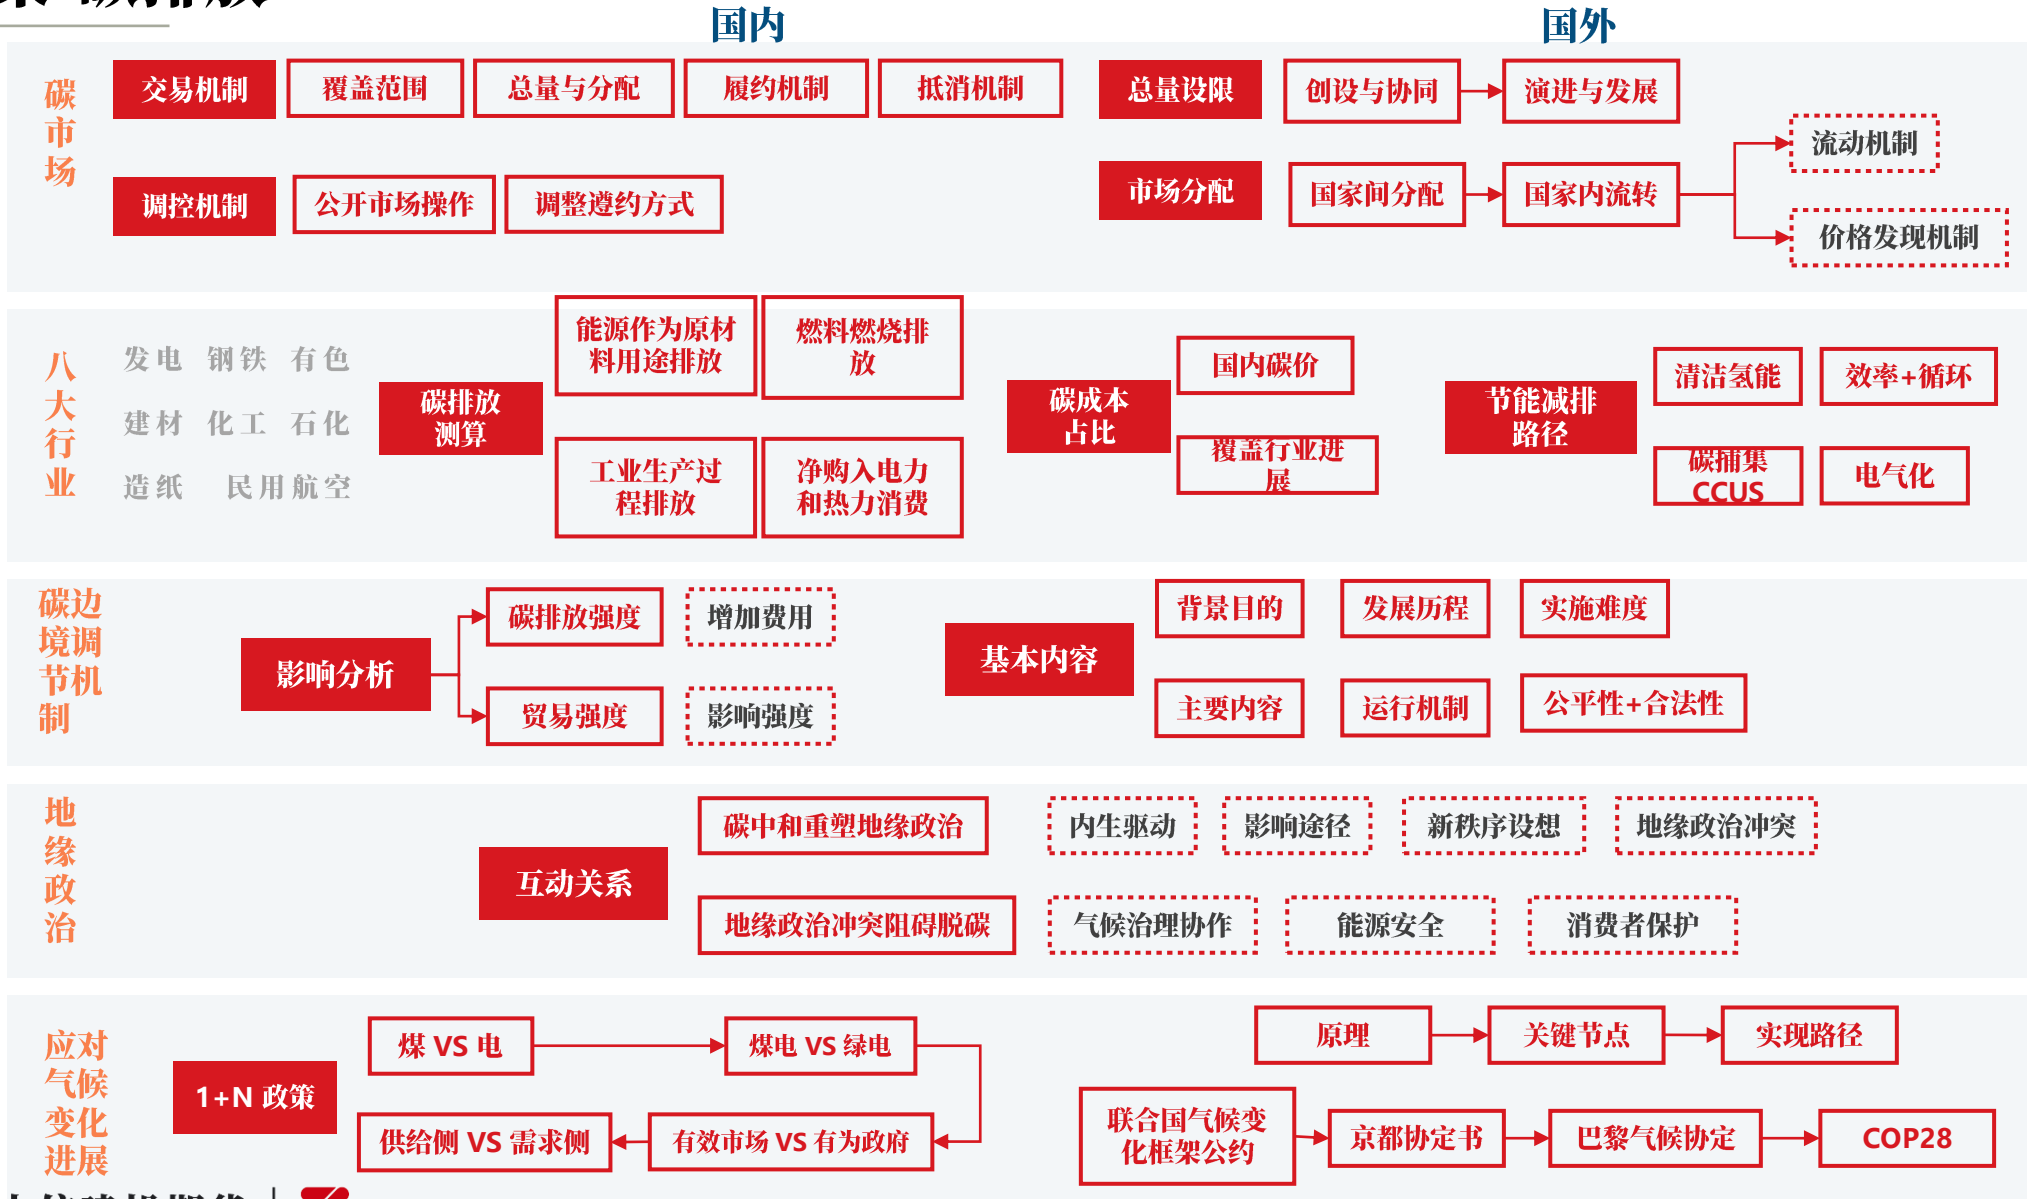 国内
国外
碳市场
交易机制
覆盖范围
总量与分配
履约机制
抵消机制
总量设限
创设与协同
演进与发展
流动机制
调控机制
公开市场操作
调整遵约方式
市场分配
国家间分配
国家内流转
价格发现机制
八大行业
发电 钢铁 有色
建材 化工 石化
造纸 民用航空
碳排放
测算
能源作为原材
料用途排放
燃料燃烧排
放
工业生产过
程排放
净购入电力
和热力消费
碳成本
占比
国内碳价
覆盖行业进
展
节能减排
路径
清洁氢能
效率+循环
碳捕集
CCUS
电气化
碳边
境调
节机
制
影响分析
碳排放强度
增加费用
贸易强度
影响强度
基本内容
背景目的
发展历程
实施难度
主要内容
运行机制
公平性+合法性
地缘政治
互动关系
碳中和重塑地缘政治
内生驱动
影响途径
新秩序设想
地缘政治冲突
地缘政治冲突阻碍脱碳
气候治理协作
能源安全
消费者保护
应对
气候
变化
进展
1+N 政策
煤 VS 电
煤电 VS 绿电
供给侧 VS 需求侧
有效市场 VS 有为政府
原理
关键节点
实现路径
联合国气候变
化框架公约
京都协定书
巴黎气候协定
COP28